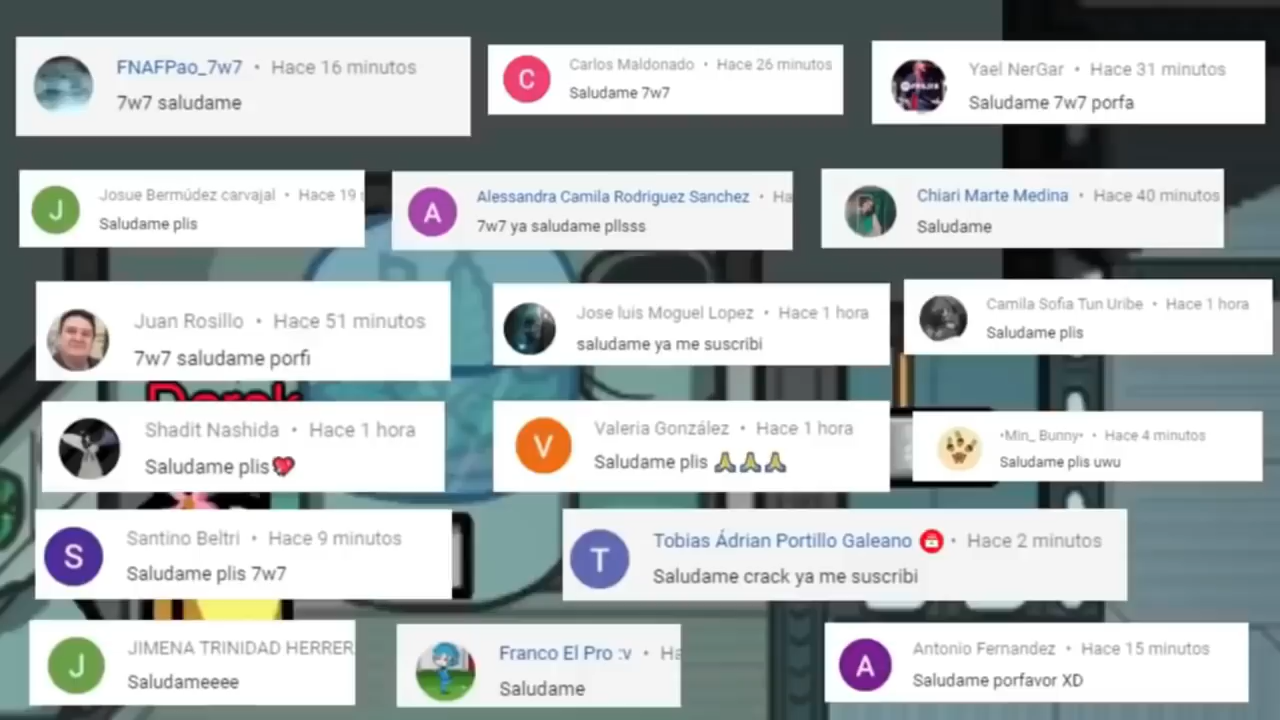 FNAFPao_7w7 • Hace 16 minutos
7w7 saludame
Carlos Maldonado • Hace 26 minutos
Saludame 7w7
Yael NerGar • Hace 31 minutos
Saludame 7w7 porfa
Josue Bermúdez carvajal • Hace 19
Saludame plis
Alessandra Camila Rodriguez Sanchez • Ha
7w7 ya saludame pllsss
Chiari Marte Medina • Hace 40 minutos
Saludame
Juan Rosillo • Hace 51 minutos
7w7 saludame porfi
Jose luis Moguel Lopez • Hace 1 hora
saludame ya me suscribi
Camila Sofia Tun Uribe • Hace 1 hora
Saludame plis
Derek
Shadit Nashida • Hace 1 hora
Saludame plis💖
Valeria González • Hace 1 hora
Saludame plis 🙏🙏🙏
•Min_ Bunny• • Hace 4 minutos
Saludame plis uwu
Santino Beltri • Hace 9 minutos
Saludame plis 7w7
Tobias Ádrian Portillo Galeano • Hace 2 minutos
Saludame crack ya me suscribi
JIMENA TRINIDAD HERRER
Saludameeee
Franco El Pro :v • Ha
Saludame
Antonio Fernandez • Hace 15 minutos
Saludame porfavor XD